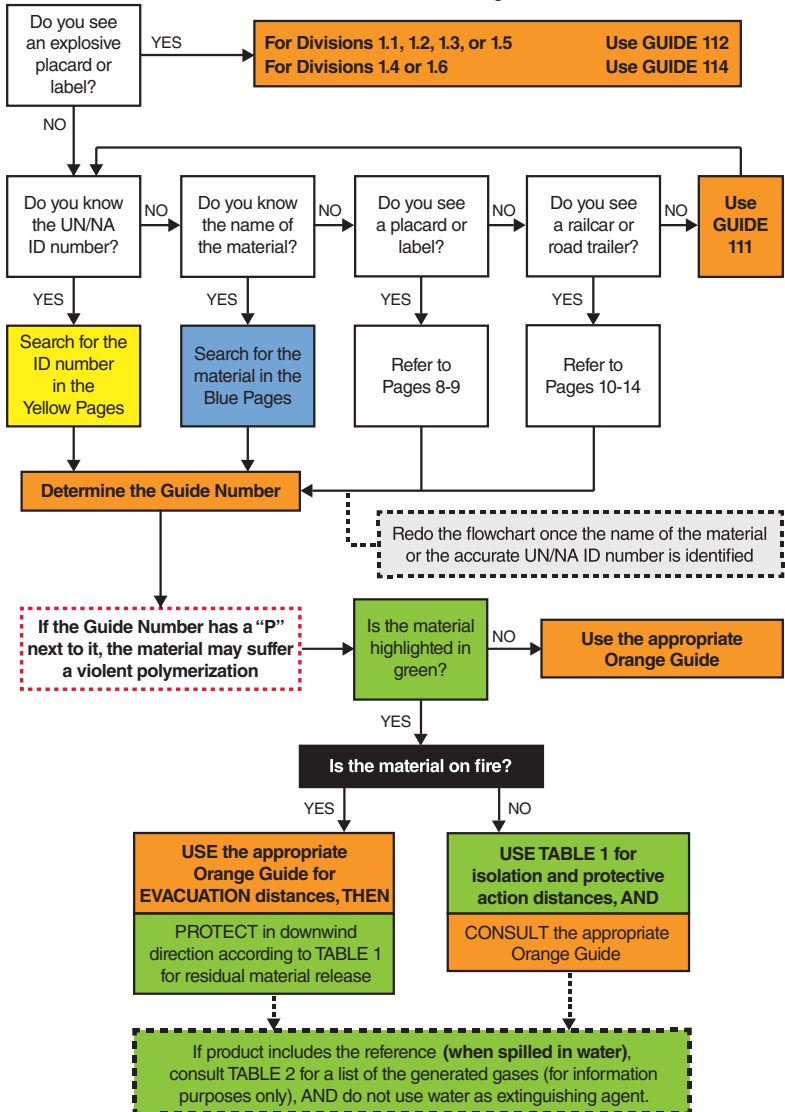 Do you see
an explosive
placard or
label?
YES
For Divisions 1.1, 1.2, 1.3, or 1.5 Use GUIDE 112
For Divisions 1.4 or 1.6 Use GUIDE 114
NO
Do you know
the UN/NA
ID number?
NO
Do you know
the name of
the material?
NO
Do you see
a placard or
label?
NO
Do you see
a railcar or
road trailer?
NO
Use
GUIDE
111
YES
YES
YES
YES
Search for the
ID number
in the
Yellow Pages
Search for the
material in the
Blue Pages
Refer to
Pages 8-9
Refer to
Pages 10-14
Determine the Guide Number
Redo the flowchart once the name of the material
or the accurate UN/NA ID number is identified
If the Guide Number has a “P”
next to it, the material may suffer
a violent polymerization
Is the material
highlighted in
green?
NO
Use the appropriate
Orange Guide
YES
Is the material on fire?
YES
NO
USE the appropriate
Orange Guide for
EVACUATION distances, THEN
PROTECT in downwind
direction according to TABLE 1
for residual material release
USE TABLE 1 for
isolation and protective
action distances, AND
CONSULT the appropriate
Orange Guide
If product includes the reference (when spilled in water),
consult TABLE 2 for a list of the generated gases (for information
purposes only), AND do not use water as extinguishing agent.